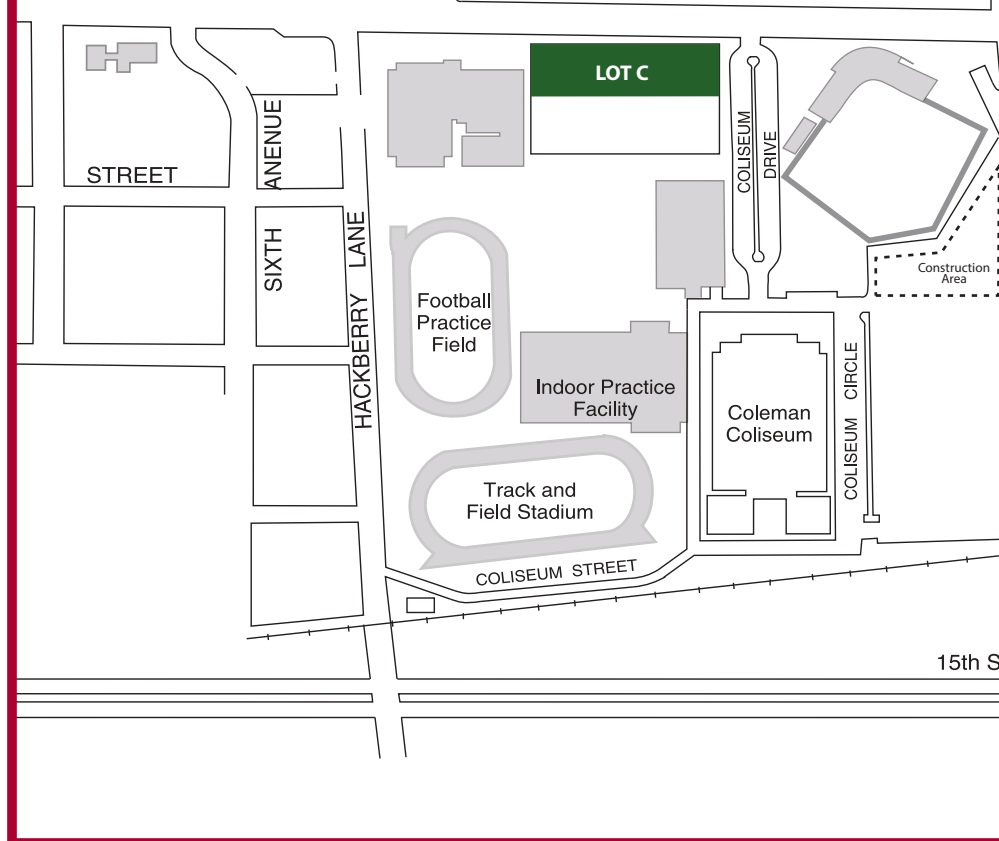 LOT C
COLISEUM
DRIVE
STREET
SIXTH ANENUE
HACKBERRY LANE
Construction
Area
Football
Practice
Field
Indoor Practice
Facility
Coleman
Coliseum
COLISEUM CIRCLE
Track and
Field Stadium
COLISEUM STREET
15th S